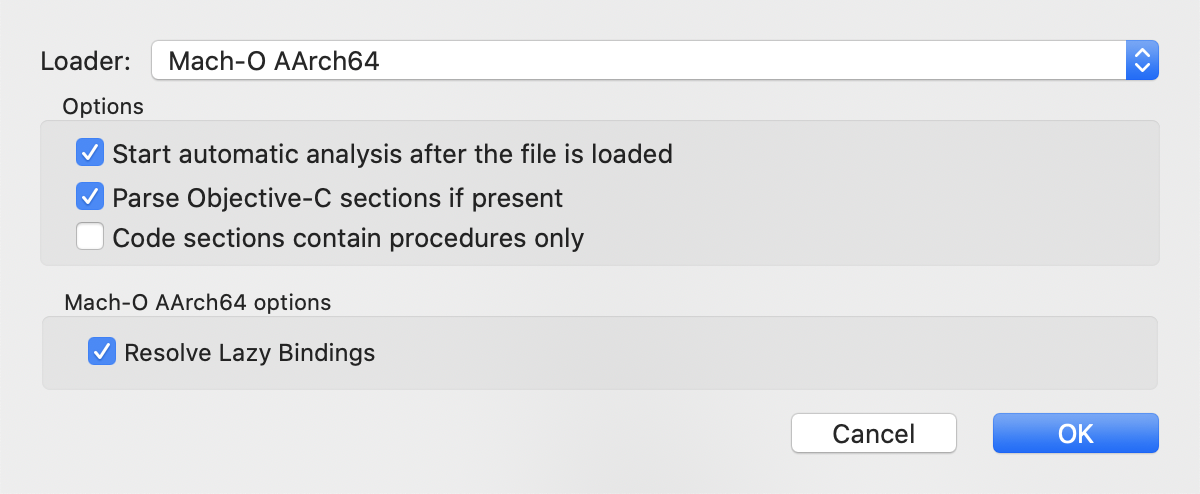 Loader: Mach-O AArch64
Options
Start automatic analysis after the file is loaded
Parse Objective-C sections if present
Code sections contain procedures only
Mach-O AArch64 options
Resolve Lazy Bindings
Cancel OK